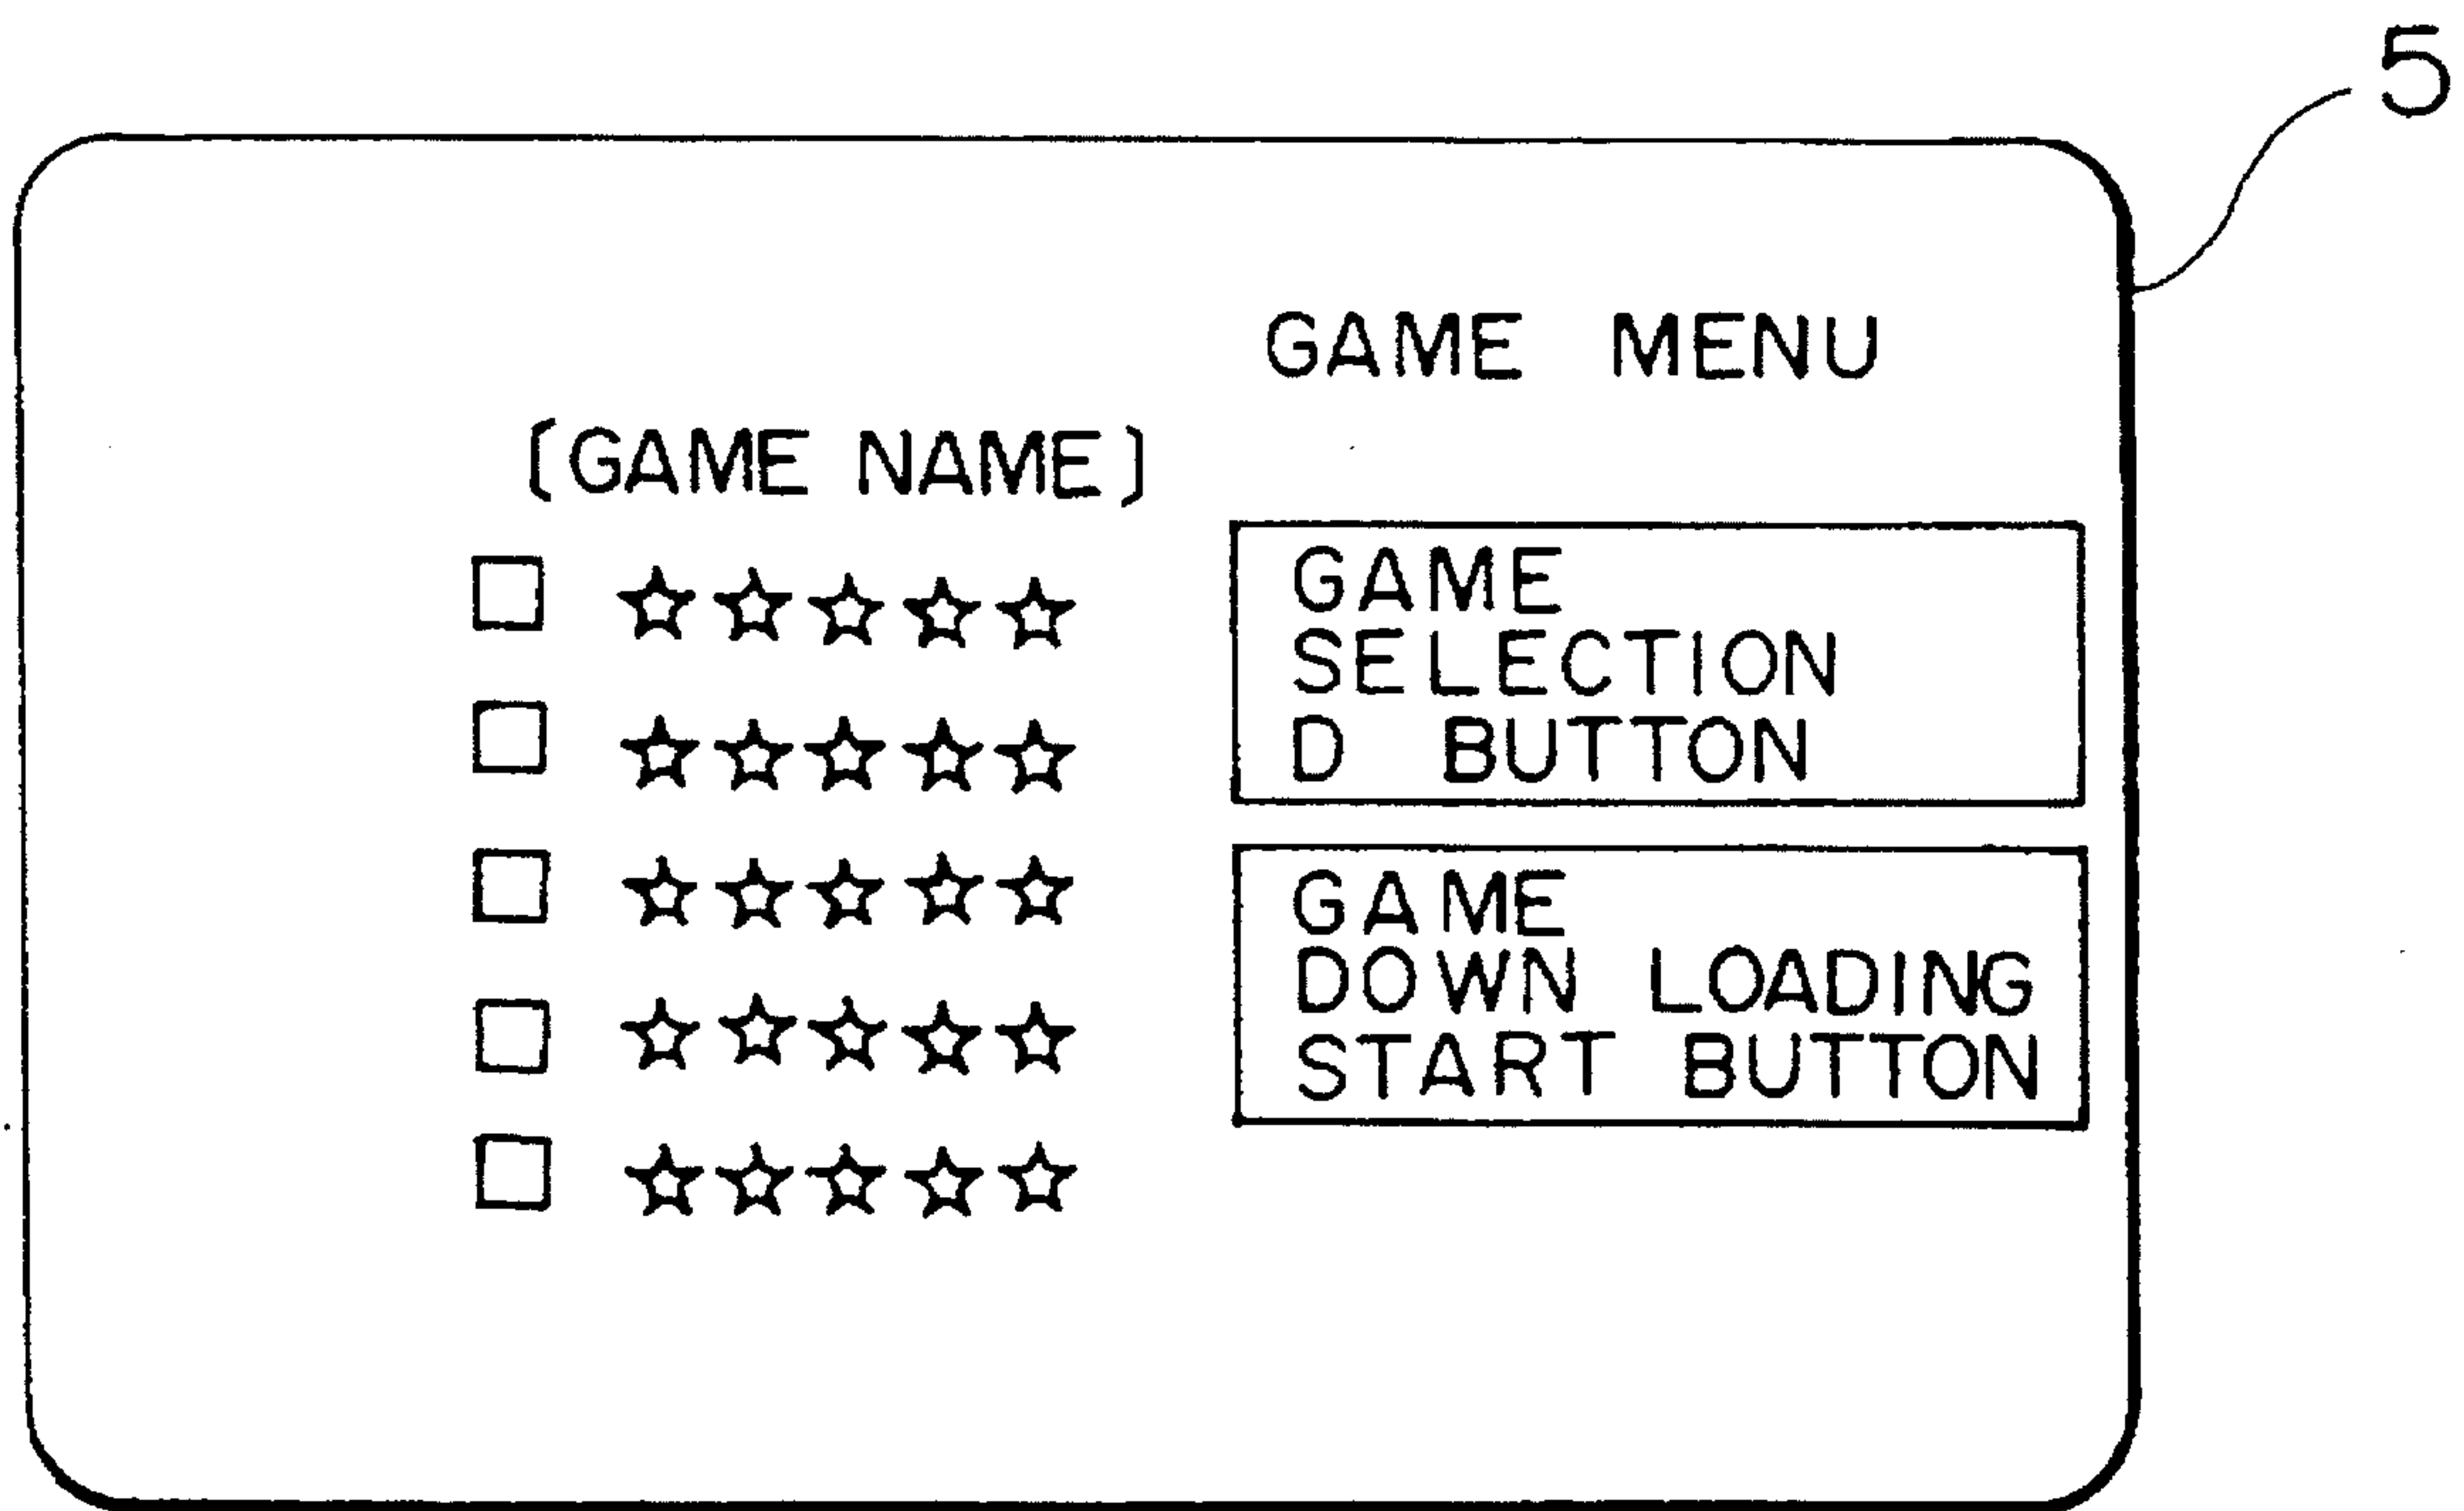 5
GAME MENU
[GAME NAME]
□ ☆☆☆☆☆
□ ☆☆☆☆☆
□ ☆☆☆☆☆
□ ☆☆☆☆☆
□ ☆☆☆☆☆
GAME
SELECTION
D BUTTON
GAME
DOWN LOADING
START BUTTON